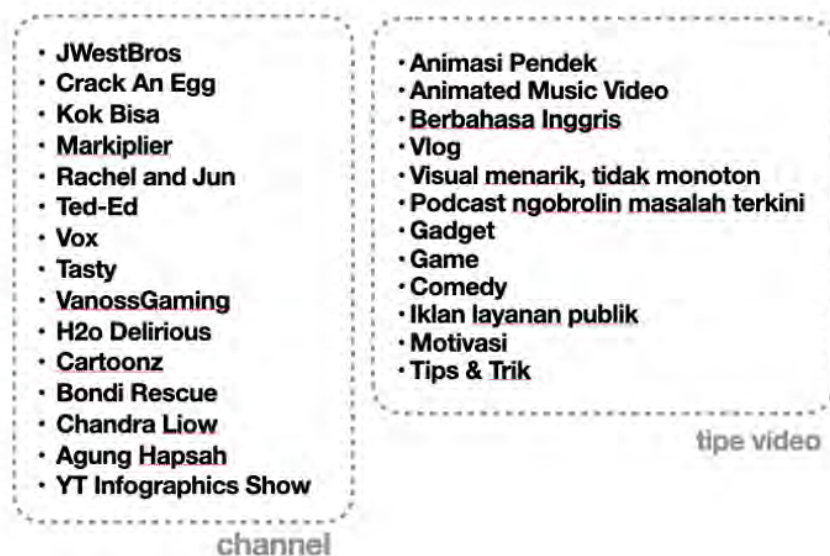 • JWestBros
• Crack An Egg
• Kok Bisa
• Markiplier
• Rachel and Jun
• Ted-Ed
• Vox
• Tasty
• VanossGaming
• H2o Delirious
• Cartoonz
• Bondi Rescue
• Chandra Liow
• Agung Hapsah
• YT Infographics Show
channel
• Animasi Pendek
• Animated Music Video
• Berbahasa Inggris
• Vlog
• Visual menarik, tidak monoton
• Podcast ngobrolin masalah terkini
• Gadget
• Game
• Comedy
• Iklan layanan publik
• Motivasi
• Tips & Trik
tipe video